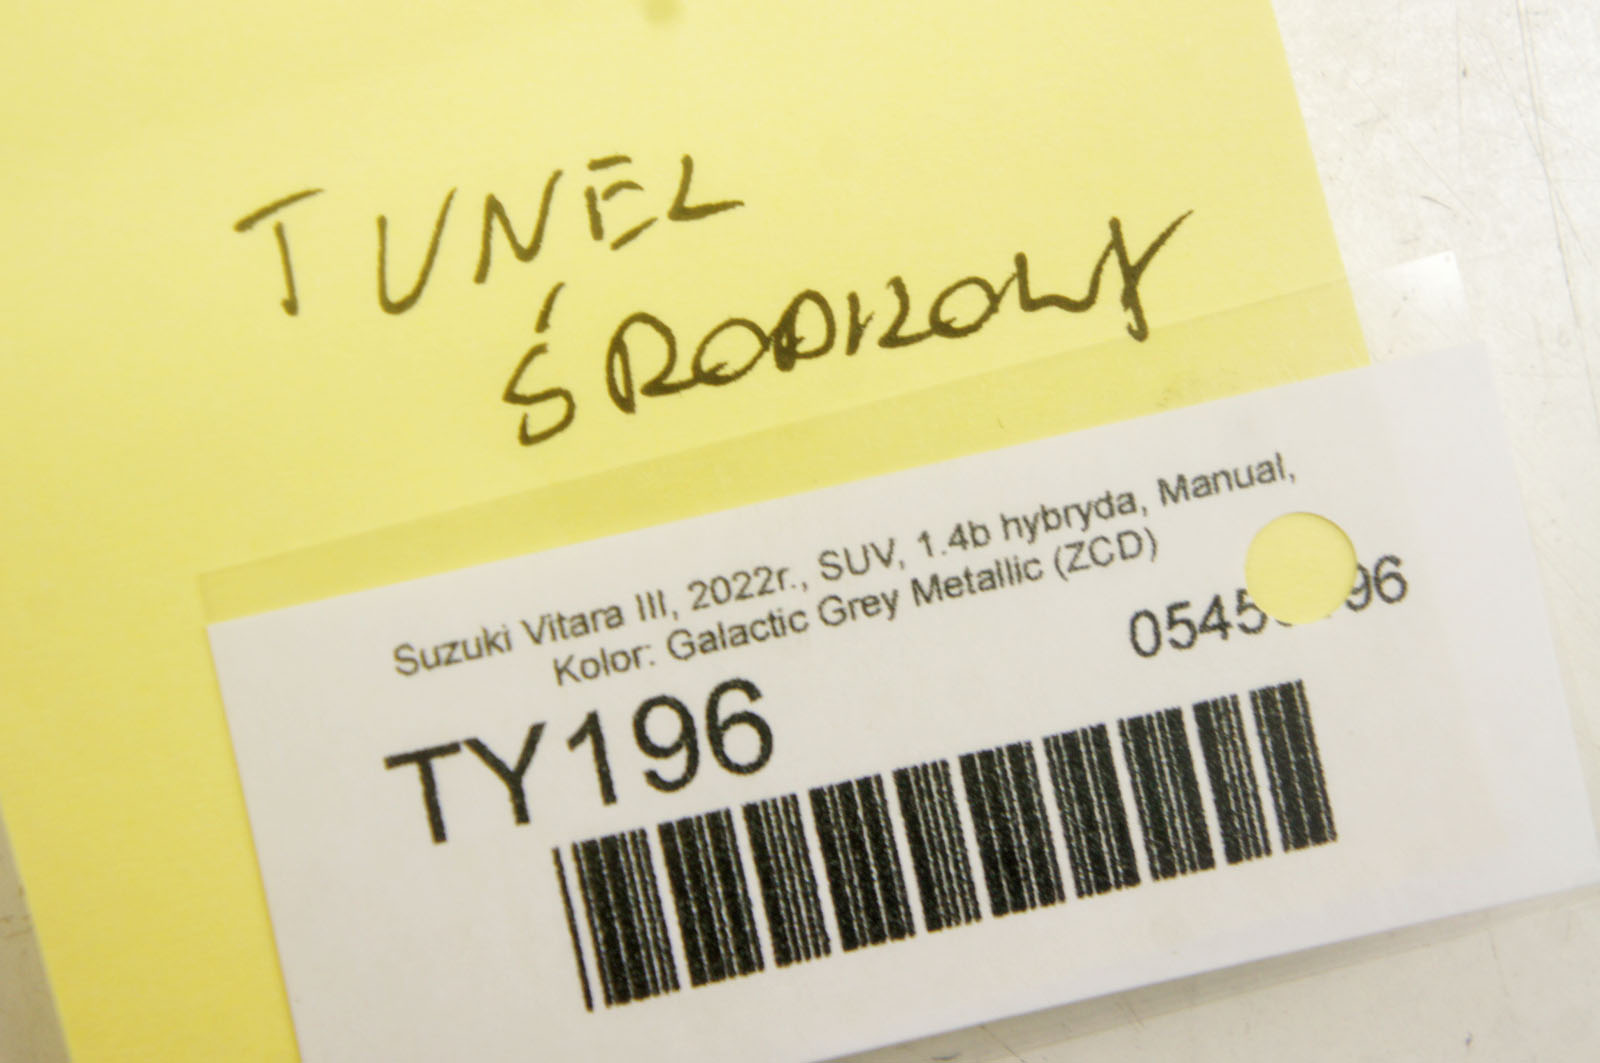 TUNEL
ŚRODKOWY
Suzuki Vitara III, 2022r., SUV, 1.4b hybryda, Manual,
Kolor: Galactic Grey Metallic (ZCD)
TY196